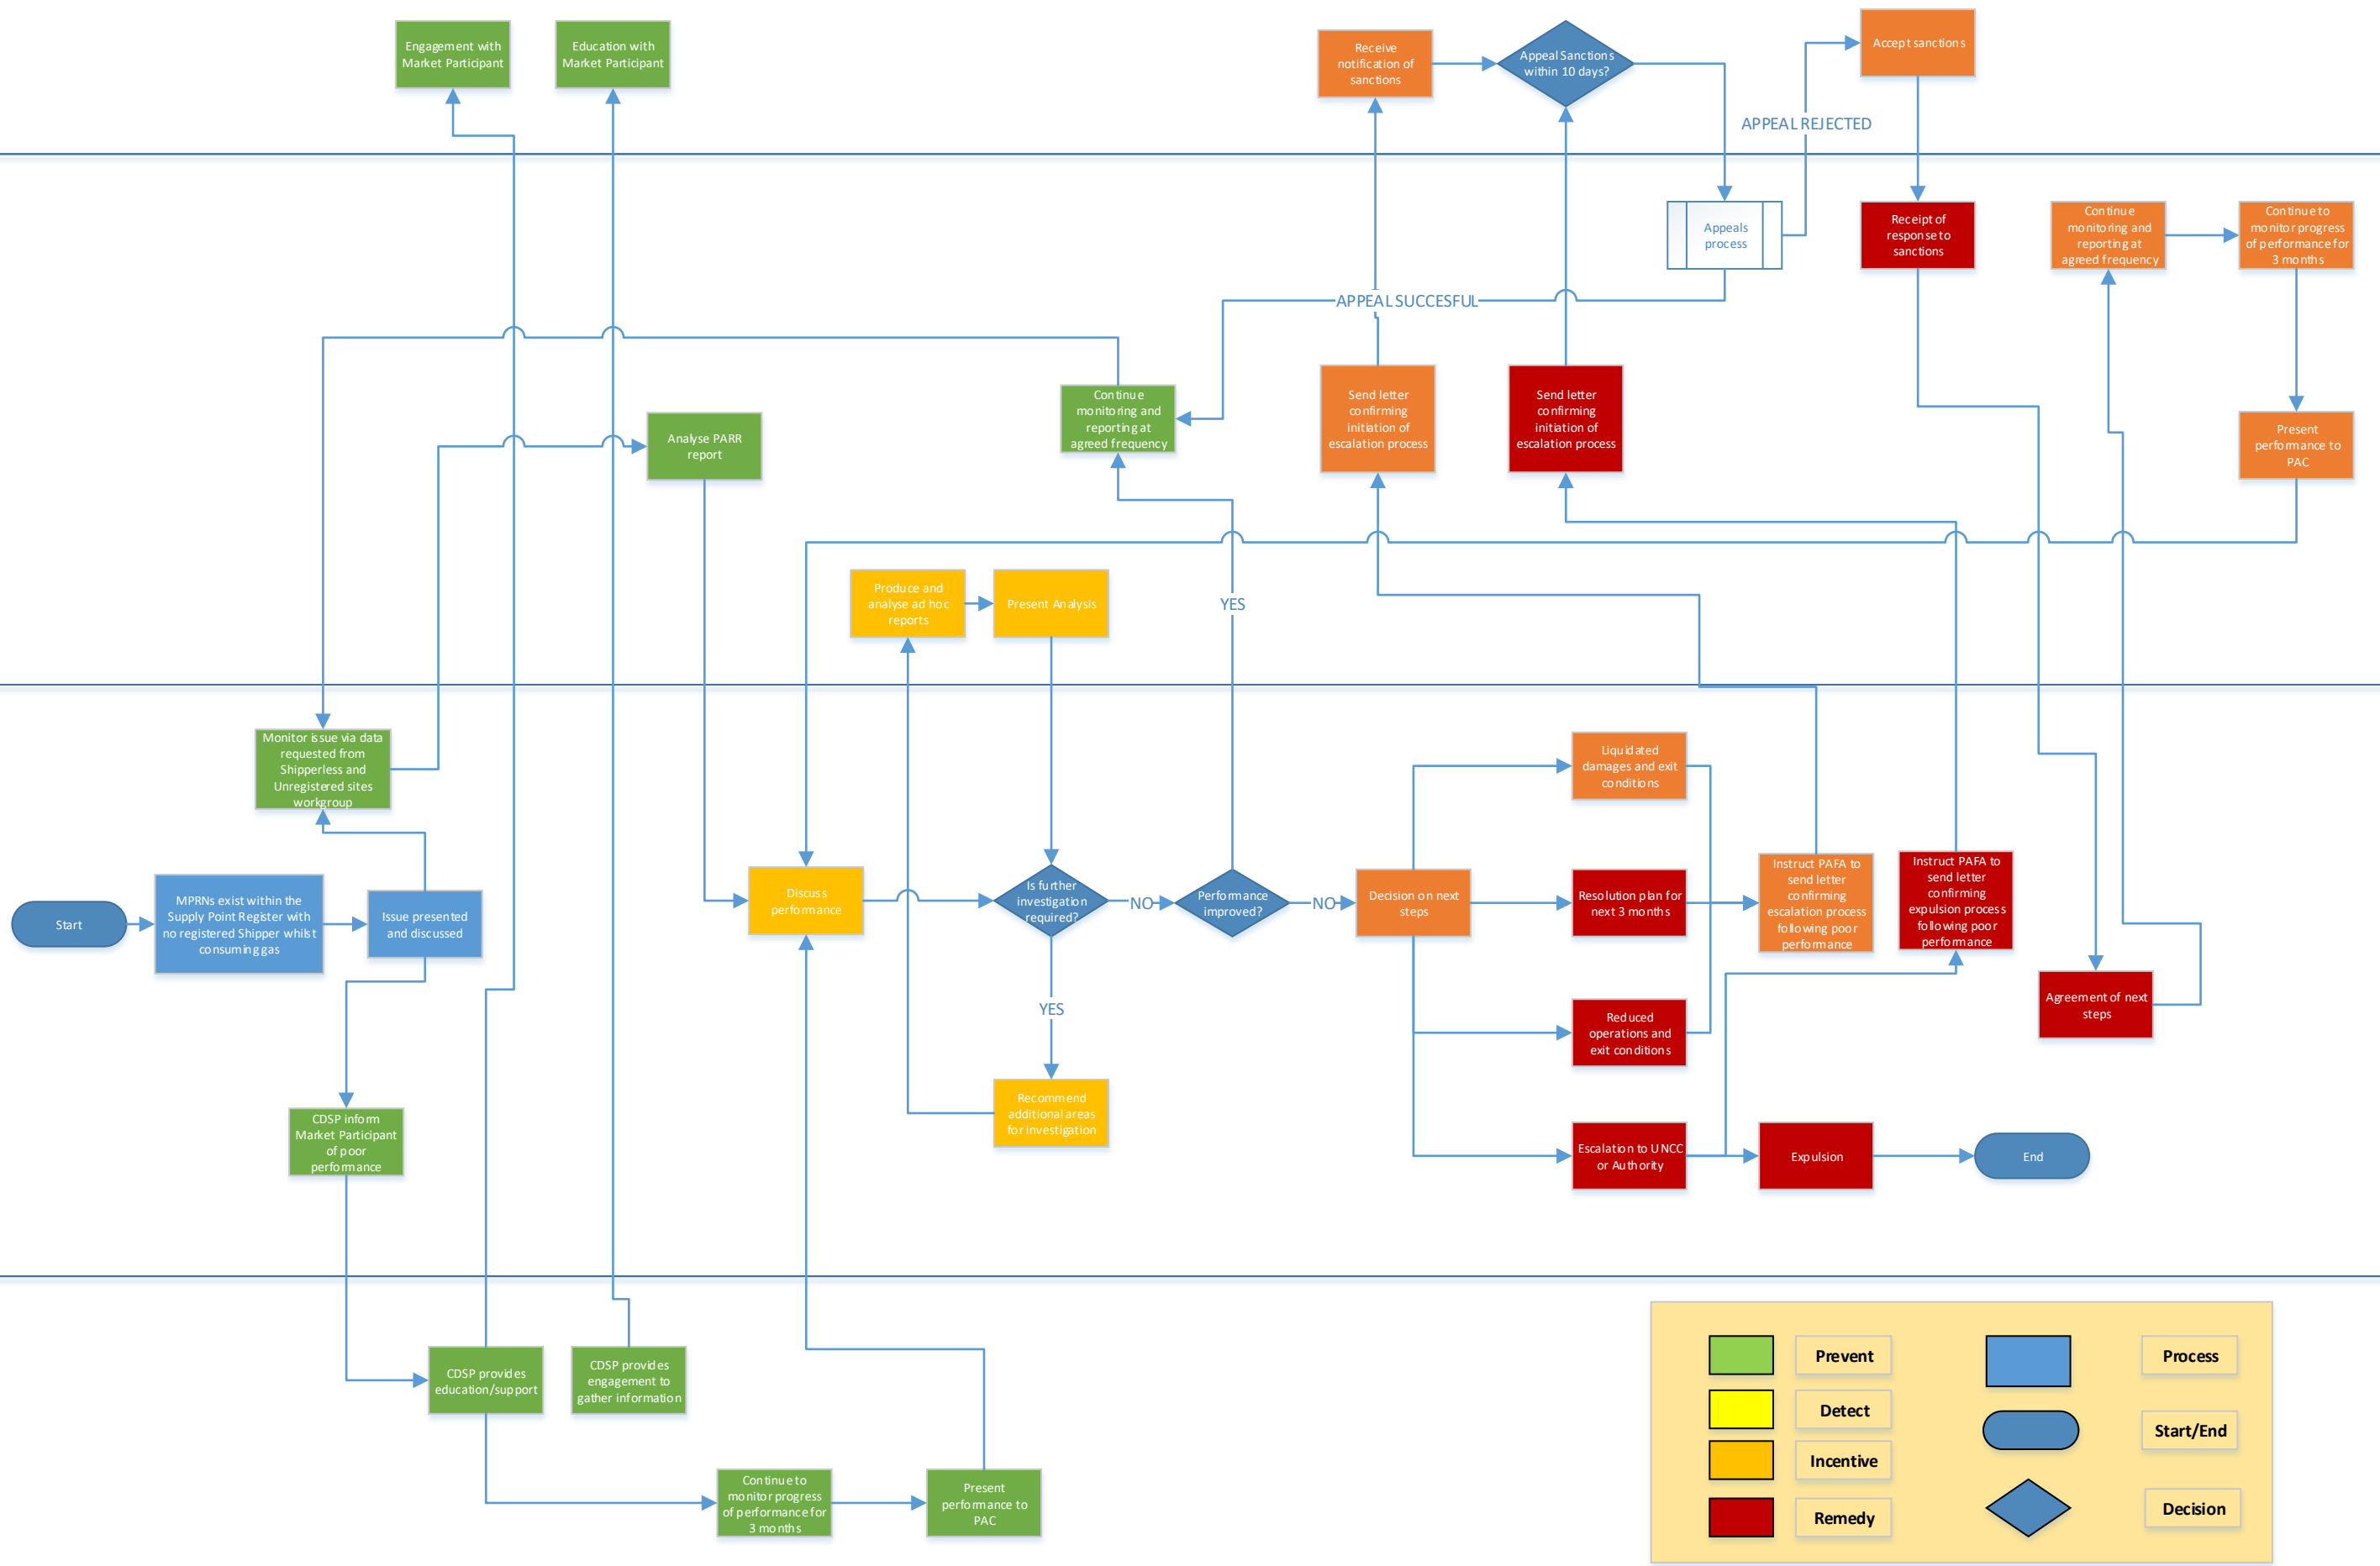 Engagement with
Market Participant
Education with
Market Participant
Receive
notification of
sanctions
Appeal Sanctions
within 10 days?
Accept sanctions
APPEAL REJECTED
Appeals
process
Receipt of
response to
sanctions
Continue
monitoring and
reporting at
agreed frequency
Continue to
monitor progress
of performance for
3 months
APPEAL SUCCESFUL
Continue
monitoring and
reporting at
agreed frequency
Send letter
confirming
initiation of
escalation process
Send letter
confirming
initiation of
escalation process
Analyse PARR
report
Present
performance to
PAC
Produce and
analyse ad hoc
reports
Present Analysis
YES
Monitor issue via data
requested from
Shipperless and
Unregistered sites
workgroup
Liquidated
damages and exit
conditions
Start
MPRNs exist within the
Supply Point Register with
no registered Shipper whilst
consuming gas
Issue presented
and discussed
Discuss
performance
Is further
investigation
required?
NO
Performance
improved?
NO
Decision on next
steps
Resolution plan for
next 3 months
Instruct PAFA to
send letter
confirming
escalation process
following poor
performance
Instruct PAFA to
send letter
confirming
expulsion process
following poor
performance
YES
Agreement of next
steps
Reduced
operations and
exit conditions
CDSP inform
Market Participant
of poor
performance
Recommend
additional areas
for investigation
Escalation to UNCC
or Authority
Expulsion
End
CDSP provides
education/support
CDSP provides
engagement to
gather information
Continue to
monitor progress
of performance for
3 months
Present
performance to
PAC
Prevent
Process
Detect
Start/End
Incentive
Remedy
Decision